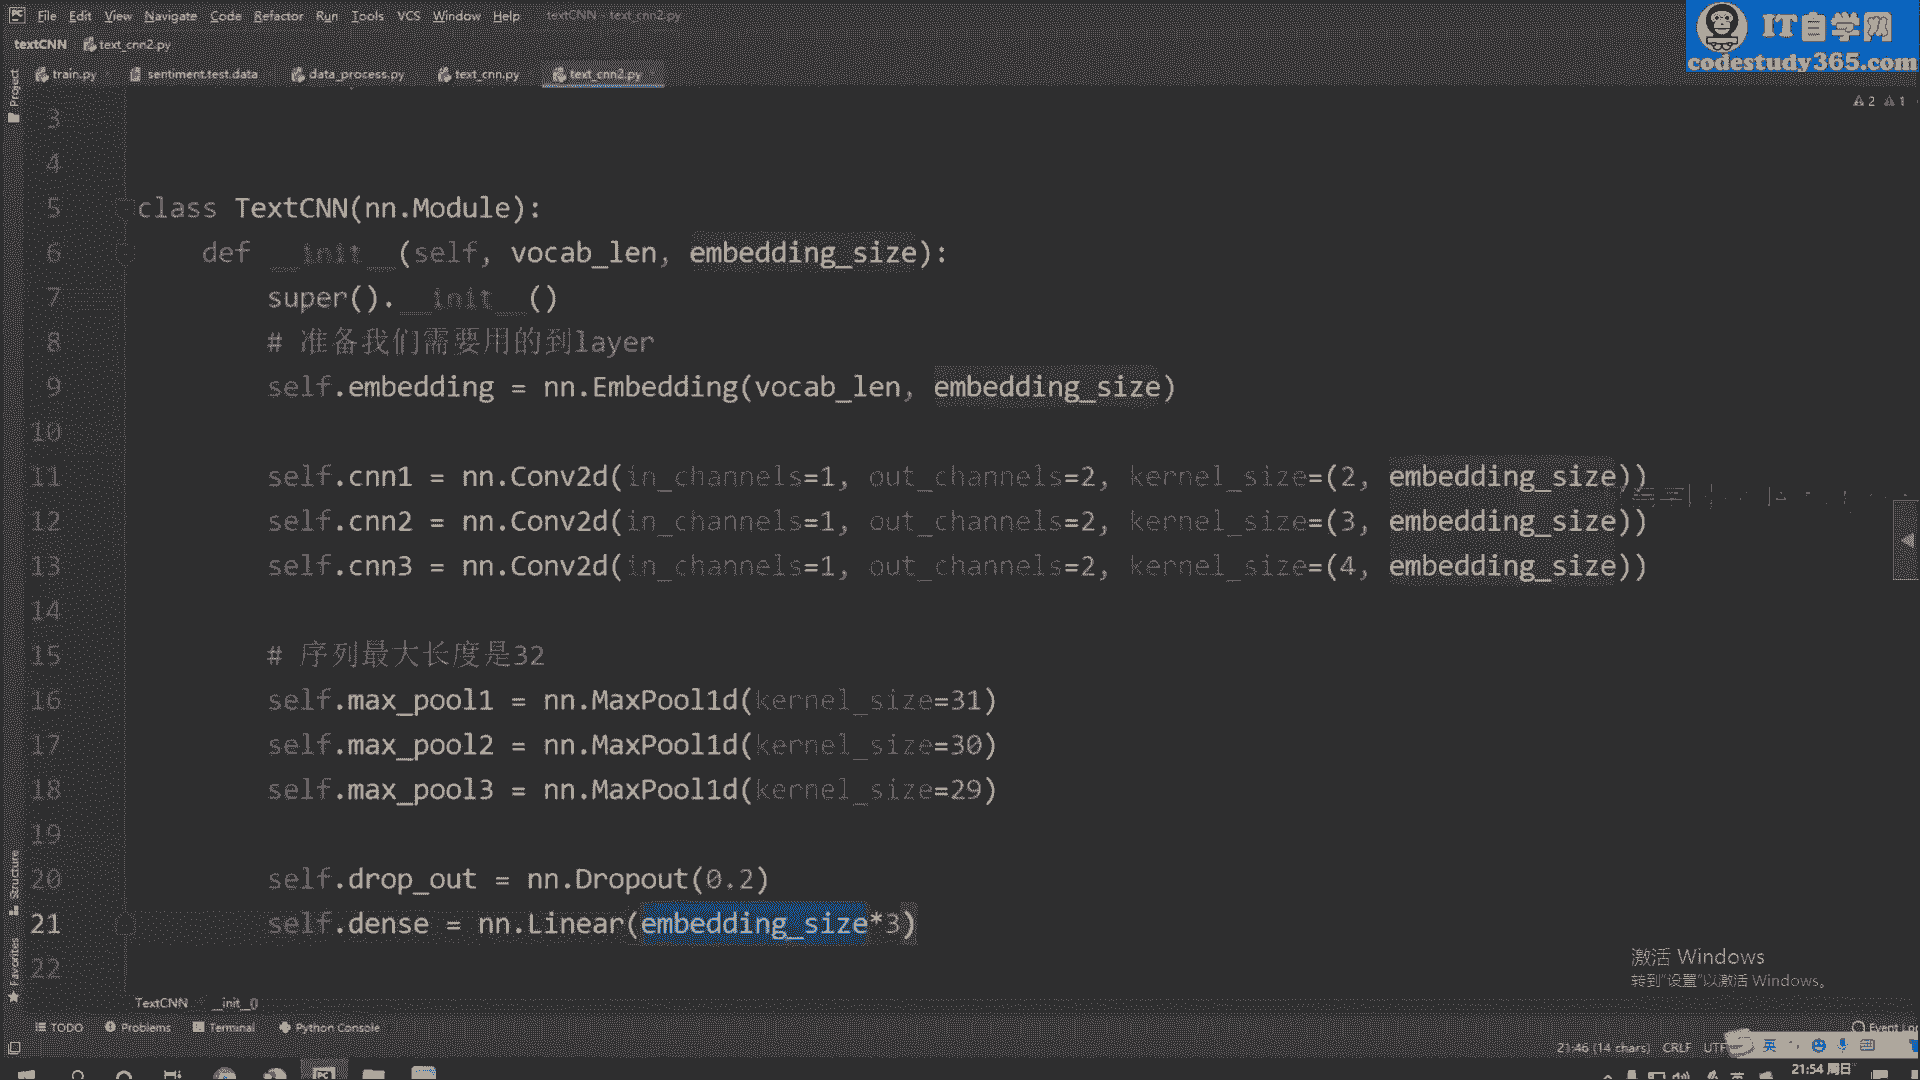 File Edit View Navigate Code Refactor Run Tools VCS Window Help textCNN - text_cnn2.py
IT自学网
codestudy365.com
textCNN text_cnn2.py
train.py sentiment.test.data data_process.py text_cnn.py text_cnn2.py
Project
2 1
3
4
5 class TextCNN(nn.Module):
6 def __init__(self, vocab_len, embedding_size):
7 super().__init__()
8 # 准备我们需要用的到layer
9 self.embedding = nn.Embedding(vocab_len, embedding_size)
10
11 self.cnn1 = nn.Conv2d(in_channels=1, out_channels=2, kernel_size=(2, embedding_size))
12 self.cnn2 = nn.Conv2d(in_channels=1, out_channels=2, kernel_size=(3, embedding_size))
13 self.cnn3 = nn.Conv2d(in_channels=1, out_channels=2, kernel_size=(4, embedding_size))
14
15 # 序列最大长度是32
16 self.max_pool1 = nn.MaxPool1d(kernel_size=31)
17 self.max_pool2 = nn.MaxPool1d(kernel_size=30)
18 self.max_pool3 = nn.MaxPool1d(kernel_size=29)
19
20 self.drop_out = nn.Dropout(0.2)
21 self.dense = nn.Linear(embedding_size*3)
22
Structure
Favorites
激活 Windows
转到"设置"以激活 Windows。
TextCNN __init__()
TODO Problems Terminal Python Console Event Log
21:46 (14 chars) CRLF UTF 英
21:54 周日